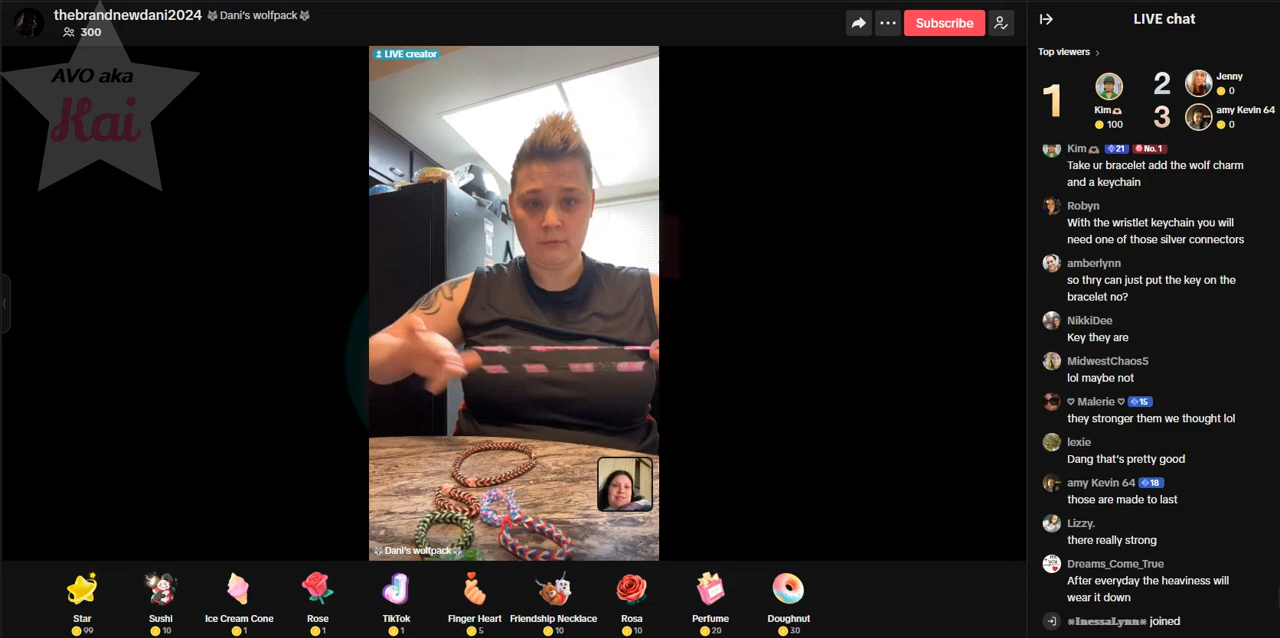 thebrandnewdani2024 🐺Dani's wolfpack🐺
300
Subscribe
LIVE chat
AVO aka
Kai
LIVE creator
🐺Dani's wolfpack🐺
Top viewers
1
Kim
100
2
Jenny
0
3
amy Kevin 64
0
Kim 21 No. 1
Take ur bracelet add the wolf charm
and a keychain
Robyn
With the wristlet keychain you will
need one of those silver connectors
amberlynn
so thry can just put the key on the
bracelet no?
NikkiDee
Key they are
MidwestChaos5
lol maybe not
♡ Malerie ♡ 15
they stronger them we thought lol
lexie
Dang that's pretty good
amy Kevin 64 18
those are made to last
Lizzy.
there really strong
Dreams_Come_True
After everyday the heaviness will
wear it down
※InessaLynn※ joined
Star
99
Sushi
10
Ice Cream Cone
1
Rose
1
TikTok
1
Finger Heart
5
Friendship Necklace
10
Rosa
10
Perfume
20
Doughnut
30